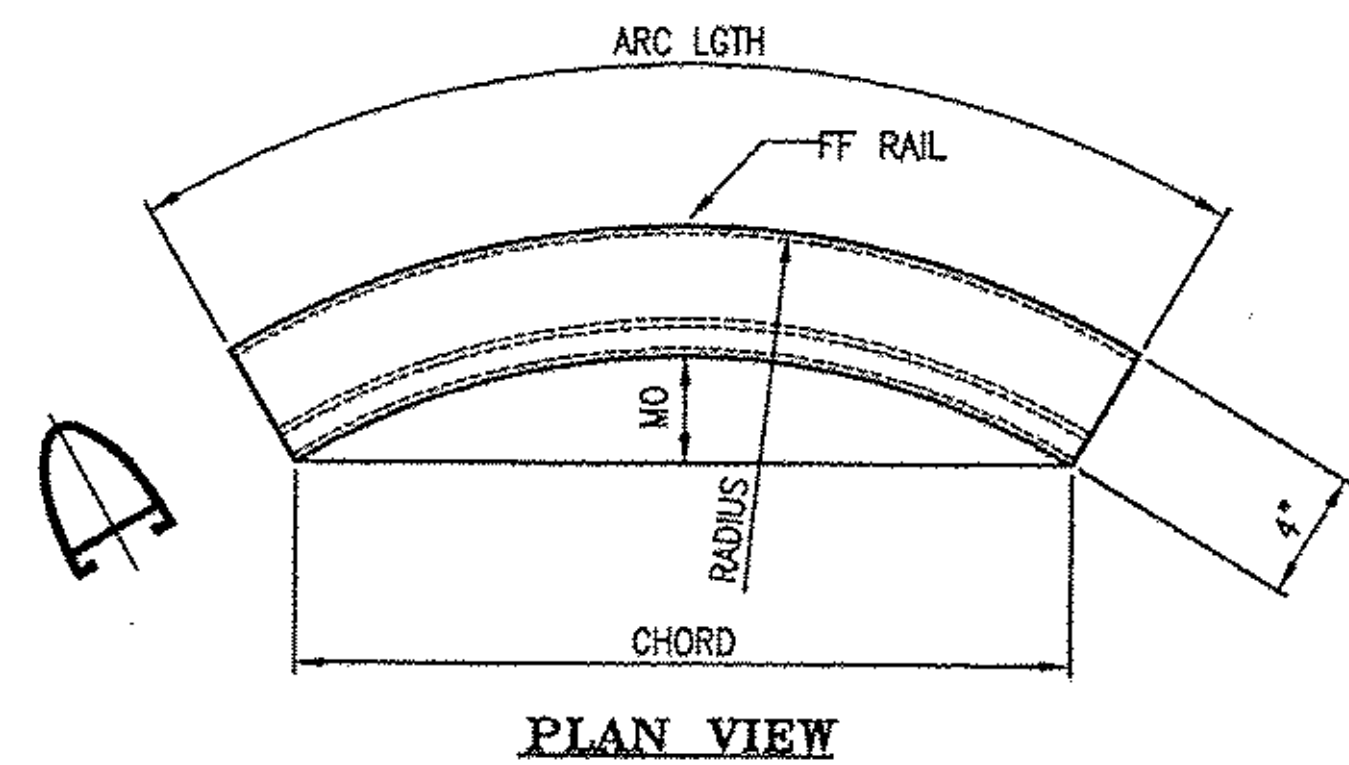 ARC LGTH
FF RAIL
MO
RADIUS
4"
CHORD
PLAN VIEW